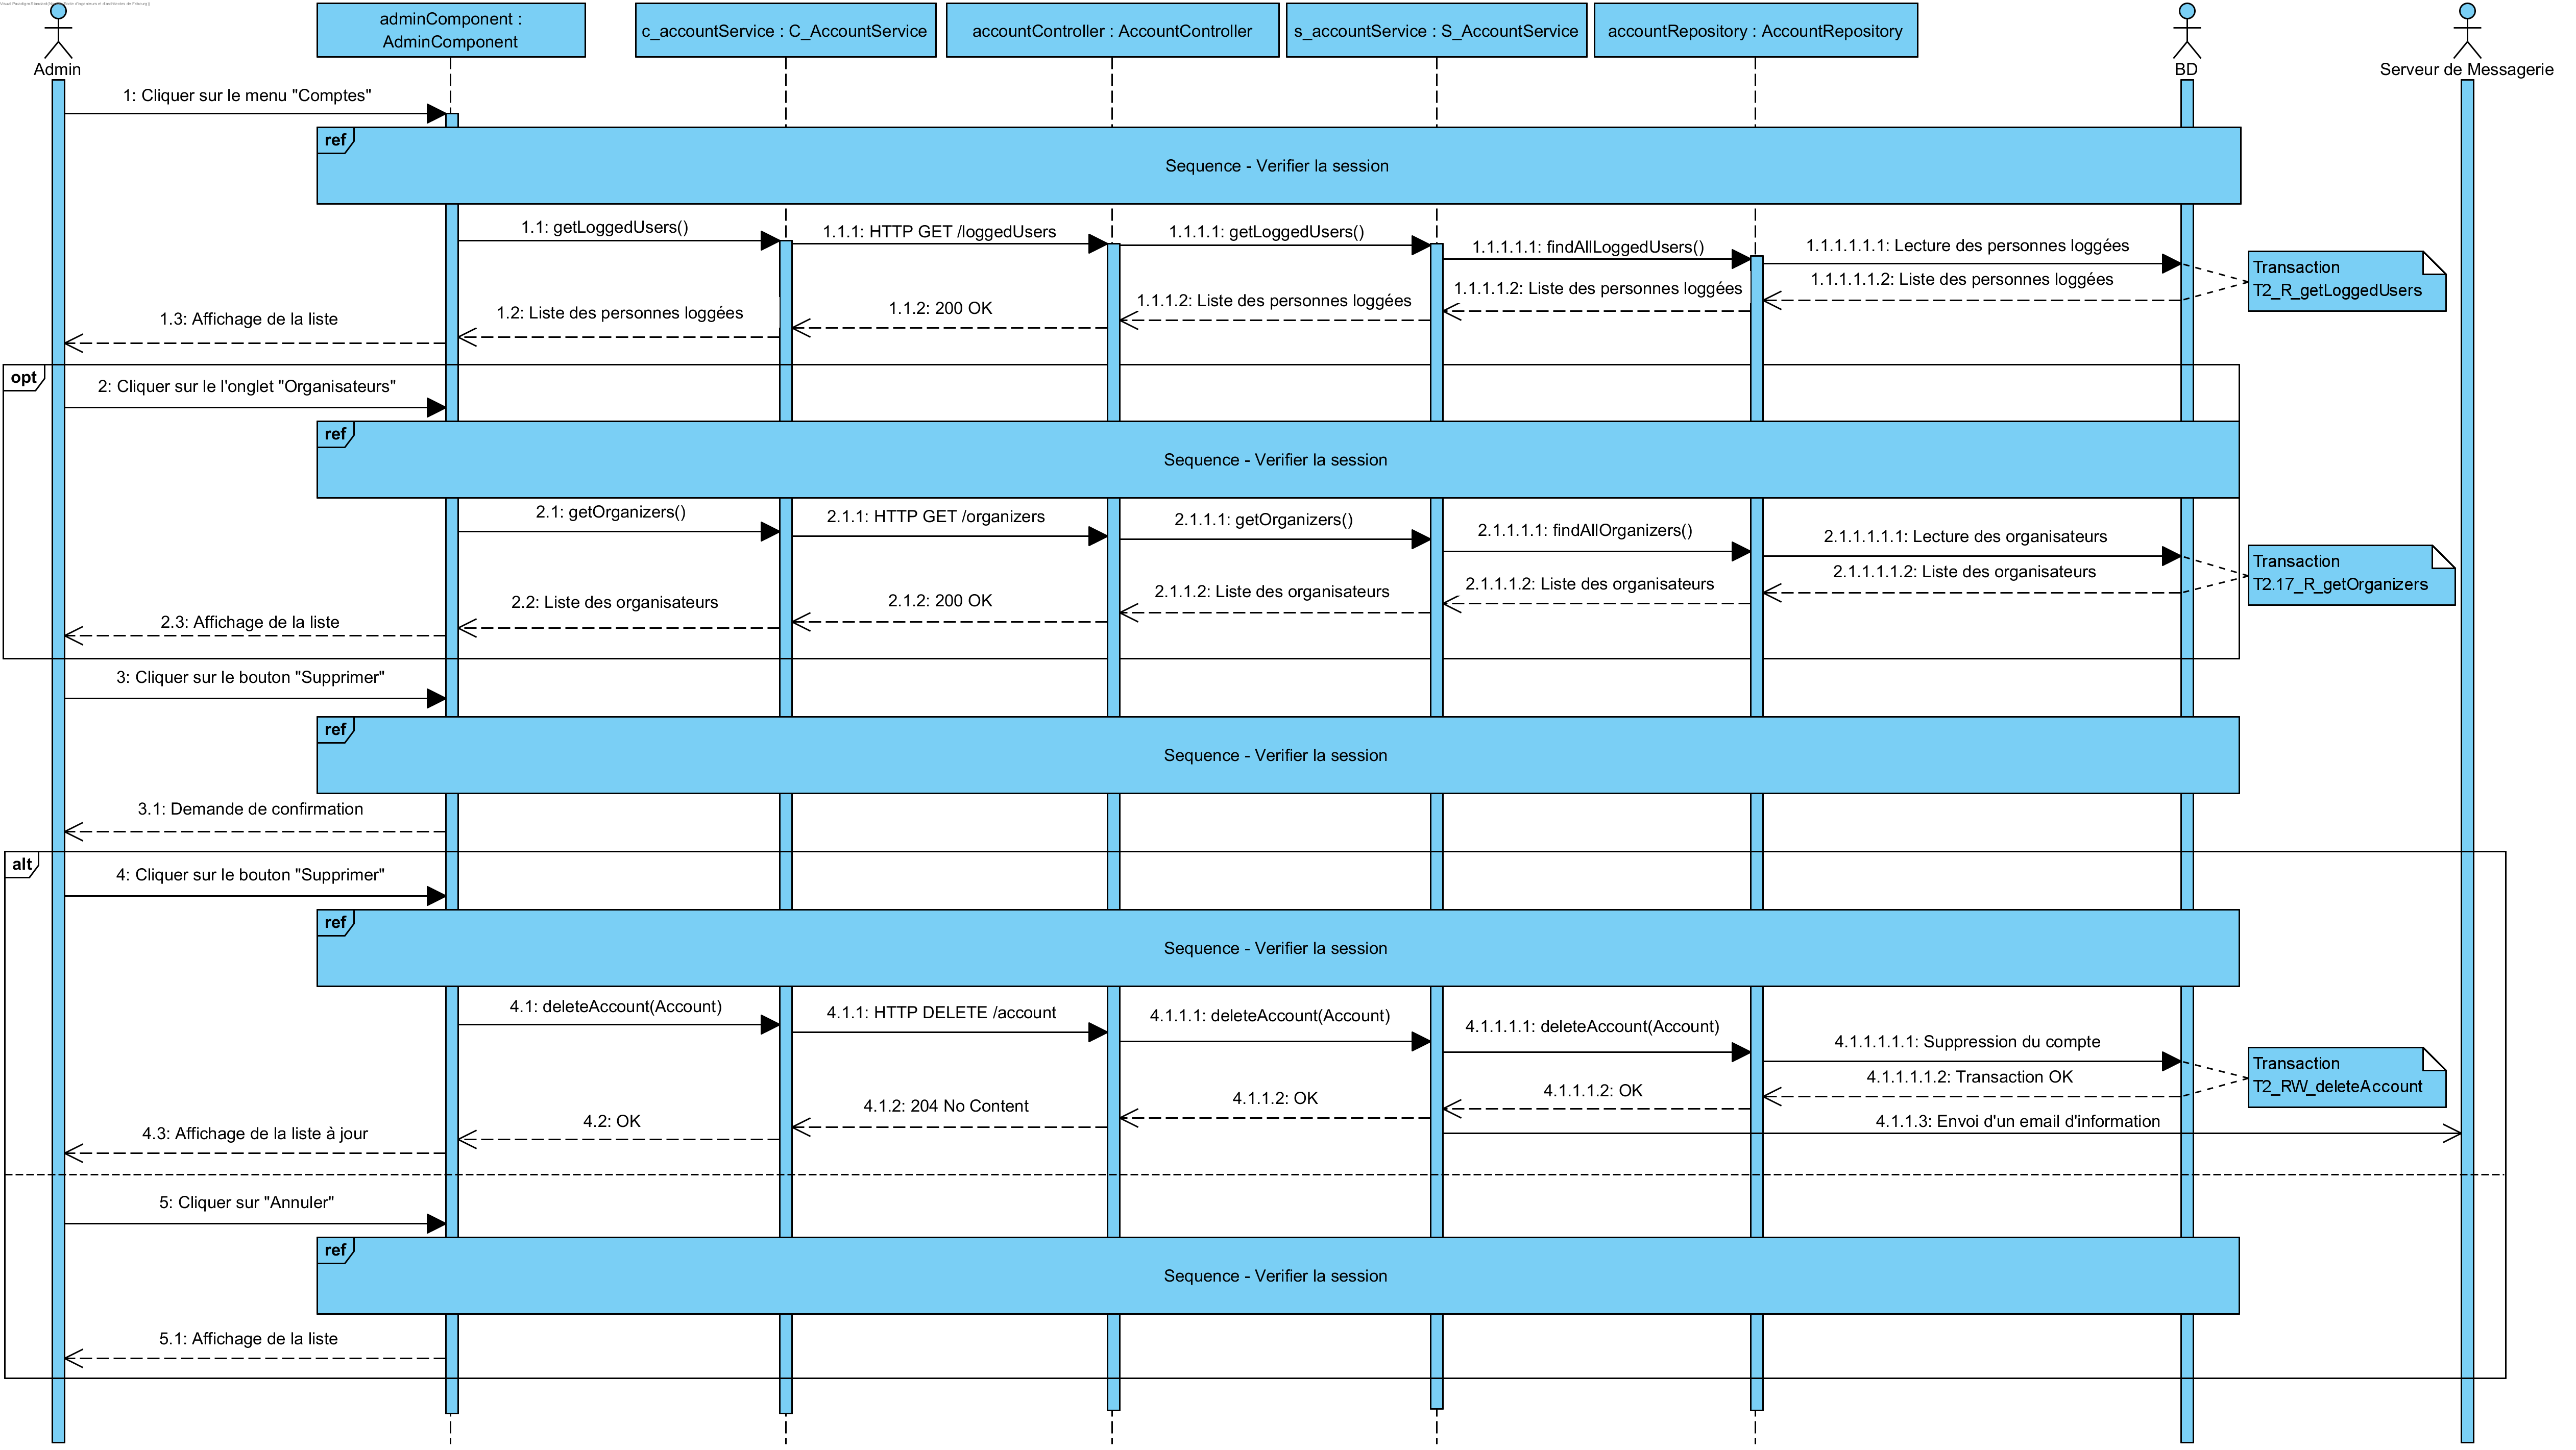 Admin
adminComponent :
AdminComponent
c_accountService : C_AccountService
accountController : AccountController
s_accountService : S_AccountService
accountRepository : AccountRepository
BD
Serveur de Messagerie
1: Cliquer sur le menu "Comptes"
ref
Sequence - Verifier la session
1.1: getLoggedUsers()
1.1.1: HTTP GET /loggedUsers
1.1.1.1: getLoggedUsers()
1.1.1.1.1: findAllLoggedUsers()
1.1.1.1.1.1: Lecture des personnes loggées
Transaction
T2_R_getLoggedUsers
1.1.1.1.1.2: Liste des personnes loggées
1.1.1.1.2: Liste des personnes loggées
1.1.1.2: Liste des personnes loggées
1.1.2: 200 OK
1.2: Liste des personnes loggées
1.3: Affichage de la liste
opt
2: Cliquer sur le l'onglet "Organisateurs"
ref
Sequence - Verifier la session
2.1: getOrganizers()
2.1.1: HTTP GET /organizers
2.1.1.1: getOrganizers()
2.1.1.1.1: findAllOrganizers()
2.1.1.1.1.1: Lecture des organisateurs
Transaction
T2.17_R_getOrganizers
2.1.1.1.1.2: Liste des organisateurs
2.1.1.1.2: Liste des organisateurs
2.1.1.2: Liste des organisateurs
2.1.2: 200 OK
2.2: Liste des organisateurs
2.3: Affichage de la liste
3: Cliquer sur le bouton "Supprimer"
ref
Sequence - Verifier la session
3.1: Demande de confirmation
alt
4: Cliquer sur le bouton "Supprimer"
ref
Sequence - Verifier la session
4.1: deleteAccount(Account)
4.1.1: HTTP DELETE /account
4.1.1.1: deleteAccount(Account)
4.1.1.1.1: deleteAccount(Account)
4.1.1.1.1.1: Suppression du compte
Transaction
T2_RW_deleteAccount
4.1.1.1.1.2: Transaction OK
4.1.1.1.2: OK
4.1.1.2: OK
4.1.2: 204 No Content
4.2: OK
4.1.1.3: Envoi d'un email d'information
4.3: Affichage de la liste à jour
5: Cliquer sur "Annuler"
ref
Sequence - Verifier la session
5.1: Affichage de la liste